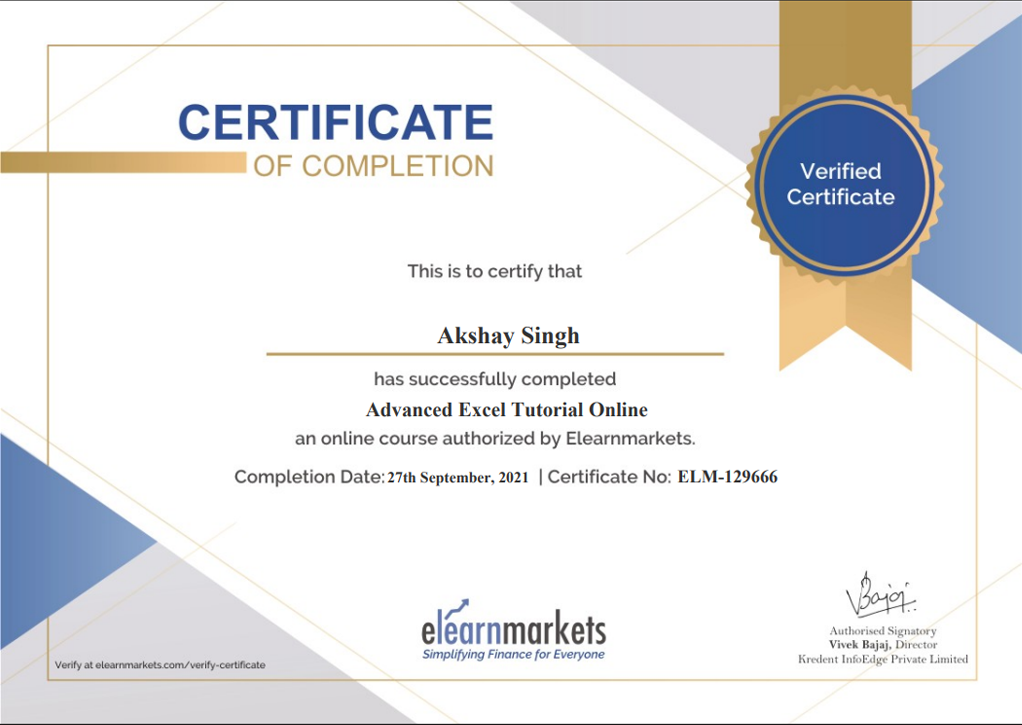 CERTIFICATE
OF COMPLETION
Verified
Certificate
This is to certify that
Akshay Singh
has successfully completed
Advanced Excel Tutorial Online
an online course authorized by Elearnmarkets.
Completion Date: 27th September, 2021 | Certificate No: ELM-129666
elearnmarkets
Simplifying Finance for Everyone
Bajaj
Authorised Signatory
Vivek Bajaj, Director
Kredent InfoEdge Private Limited
Verify at elearnmarkets.com/verify-certificate